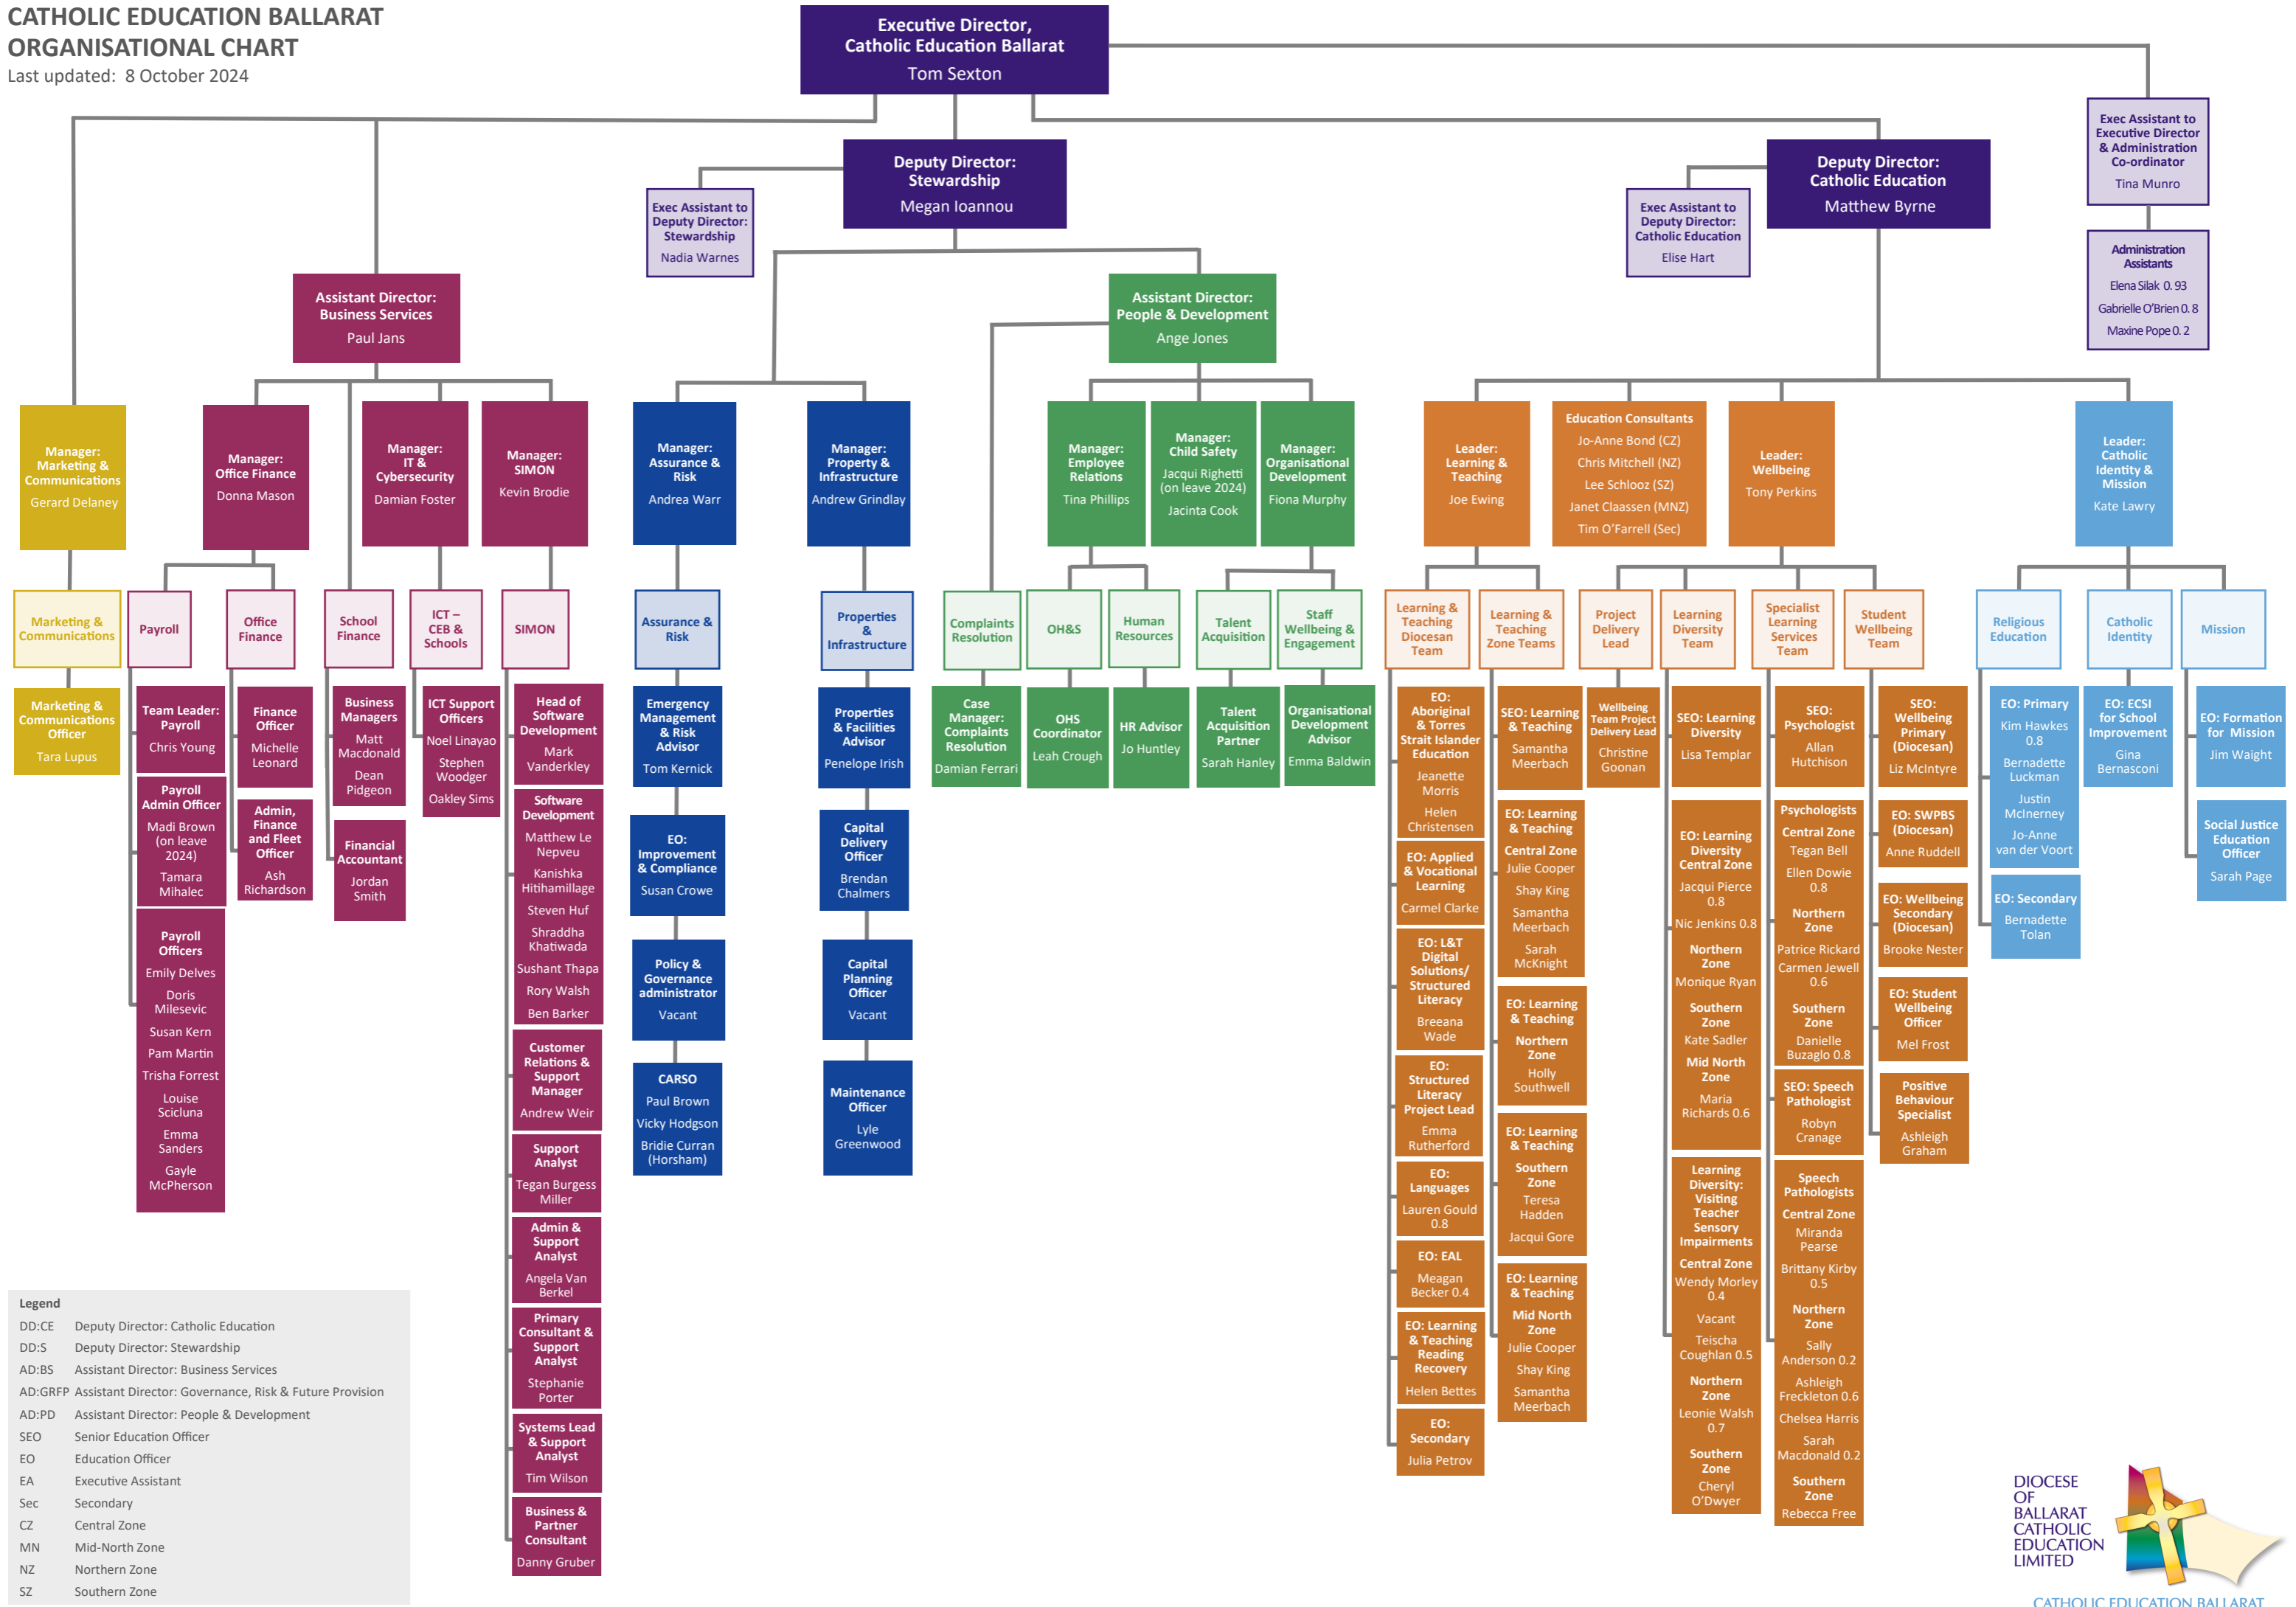 CATHOLIC EDUCATION BALLARAT
ORGANISATIONAL CHART
Last updated: 8 October 2024
Executive Director,
Catholic Education Ballarat
Tom Sexton
Exec Assistant to
Executive Director
& Administration
Co-ordinator
Tina Munro
Administration
Assistants
Elena Silak 0. 93
Gabrielle O'Brien 0. 8
Maxine Pope 0. 2
Deputy Director:
Stewardship
Megan Ioannou
Exec Assistant to
Deputy Director:
Stewardship
Nadia Warnes
Deputy Director:
Catholic Education
Matthew Byrne
Exec Assistant to
Deputy Director:
Catholic Education
Elise Hart
Assistant Director:
Business Services
Paul Jans
Assistant Director:
People & Development
Ange Jones
Manager:
Marketing &
Communications
Gerard Delaney
Manager:
Office Finance
Donna Mason
Manager:
IT &
Cybersecurity
Damian Foster
Manager:
SIMON
Kevin Brodie
Manager:
Assurance &
Risk
Andrea Warr
Manager:
Property &
Infrastructure
Andrew Grindlay
Manager:
Employee
Relations
Tina Phillips
Manager:
Child Safety
Jacqui Righetti
(on leave 2024)
Jacinta Cook
Manager:
Organisational
Development
Fiona Murphy
Leader:
Learning &
Teaching
Joe Ewing
Education Consultants
Jo-Anne Bond (CZ)
Chris Mitchell (NZ)
Lee Schlooz (SZ)
Janet Claassen (MNZ)
Tim O'Farrell (Sec)
Leader:
Wellbeing
Tony Perkins
Leader:
Catholic
Identity &
Mission
Kate Lawry
Marketing &
Communications
Payroll
Office
Finance
School
Finance
ICT –
CEB &
Schools
SIMON
Assurance &
Risk
Properties
&
Infrastructure
Complaints
Resolution
OH&S
Human
Resources
Talent
Acquisition
Staff
Wellbeing &
Engagement
Learning &
Teaching
Diocesan
Team
Learning &
Teaching
Zone Teams
Project
Delivery
Lead
Learning
Diversity
Team
Specialist
Learning
Services
Team
Student
Wellbeing
Team
Religious
Education
Catholic
Identity
Mission
Marketing &
Communications
Officer
Tara Lupus
Team Leader:
Payroll
Chris Young
Payroll
Admin Officer
Madi Brown
(on leave
2024)
Tamara
Mihalec
Payroll
Officers
Emily Delves
Doris
Milesevic
Susan Kern
Pam Martin
Trisha Forrest
Louise
Scicluna
Emma
Sanders
Gayle
McPherson
Finance
Officer
Michelle
Leonard
Admin,
Finance
and Fleet
Officer
Ash
Richardson
Business
Managers
Matt
Macdonald
Dean
Pidgeon
Financial
Accountant
Jordan
Smith
ICT Support
Officers
Noel Linayao
Stephen
Woodger
Oakley Sims
Head of
Software
Development
Mark
Vanderkley
Software
Development
Matthew Le
Nepveu
Kanishka
Hitihamillage
Steven Huf
Shraddha
Khatiwada
Sushant Thapa
Rory Walsh
Ben Barker
Customer
Relations &
Support
Manager
Andrew Weir
Support
Analyst
Tegan Burgess
Miller
Admin &
Support
Analyst
Angela Van
Berkel
Primary
Consultant &
Support
Analyst
Stephanie
Porter
Systems Lead
& Support
Analyst
Tim Wilson
Business &
Partner
Consultant
Danny Gruber
Emergency
Management
& Risk
Advisor
Tom Kernick
EO:
Improvement
& Compliance
Susan Crowe
Policy &
Governance
administrator
Vacant
CARSO
Paul Brown
Vicky Hodgson
Bridie Curran
(Horsham)
Properties
& Facilities
Advisor
Penelope Irish
Capital
Delivery
Officer
Brendan
Chalmers
Capital
Planning
Officer
Vacant
Maintenance
Officer
Lyle
Greenwood
Case
Manager:
Complaints
Resolution
Damian Ferrari
OHS
Coordinator
Leah Crough
HR Advisor
Jo Huntley
Talent
Acquisition
Partner
Sarah Hanley
Organisational
Development
Advisor
Emma Baldwin
EO:
Aboriginal
& Torres
Strait Islander
Education
Jeanette
Morris
Helen
Christensen
EO: Applied
& Vocational
Learning
Carmel Clarke
EO: L&T
Digital
Solutions/
Structured
Literacy
Breeana
Wade
EO:
Structured
Literacy
Project Lead
Emma
Rutherford
EO:
Languages
Lauren Gould
0.8
EO: EAL
Meagan
Becker 0.4
EO: Learning
& Teaching
Reading
Recovery
Helen Bettes
EO:
Secondary
Julia Petrov
SEO: Learning
& Teaching
Samantha
Meerbach
EO: Learning
& Teaching
Central Zone
Julie Cooper
Shay King
Samantha
Meerbach
Sarah
McKnight
EO: Learning
& Teaching
Northern
Zone
Holly
Southwell
EO: Learning
& Teaching
Southern
Zone
Teresa
Hadden
Jacqui Gore
EO: Learning
& Teaching
Mid North
Zone
Julie Cooper
Shay King
Samantha
Meerbach
Wellbeing
Team Project
Delivery Lead
Christine
Goonan
SEO: Learning
Diversity
Lisa Templar
EO: Learning
Diversity
Central Zone
Jacqui Pierce
0.8
Nic Jenkins 0.8
Northern
Zone
Monique Ryan
Southern
Zone
Kate Sadler
Mid North
Zone
Maria
Richards 0.6
Learning
Diversity:
Visiting
Teacher
Sensory
Impairments
Central Zone
Wendy Morley
0.4
Vacant
Teischa
Coughlan 0.5
Northern
Zone
Leonie Walsh
0.7
Southern
Zone
Cheryl
O'Dwyer
SEO:
Psychologist
Allan
Hutchison
Psychologists
Central Zone
Tegan Bell
Ellen Dowie
0.8
Northern
Zone
Patrice Rickard
Carmen Jewell
0.6
Southern
Zone
Danielle
Buzaglo 0.8
SEO: Speech
Pathologist
Robyn
Cranage
Speech
Pathologists
Central Zone
Miranda
Pearse
Brittany Kirby
0.5
Northern
Zone
Sally
Anderson 0.2
Ashleigh
Freckleton 0.6
Chelsea Harris
Sarah
Macdonald 0.2
Southern
Zone
Rebecca Free
SEO:
Wellbeing
Primary
(Diocesan)
Liz McIntyre
EO: SWPBS
(Diocesan)
Anne Ruddell
EO: Wellbeing
Secondary
(Diocesan)
Brooke Nester
EO: Student
Wellbeing
Officer
Mel Frost
Positive
Behaviour
Specialist
Ashleigh
Graham
EO: Primary
Kim Hawkes
0.8
Bernadette
Luckman
Justin
McInerney
Jo-Anne
van der Voort
EO: Secondary
Bernadette
Tolan
EO: ECSI
for School
Improvement
Gina
Bernasconi
EO: Formation
for Mission
Jim Waight
Social Justice
Education
Officer
Sarah Page
Legend
DD:CE Deputy Director: Catholic Education
DD:S Deputy Director: Stewardship
AD:BS Assistant Director: Business Services
AD:GRFP Assistant Director: Governance, Risk & Future Provision
AD:PD Assistant Director: People & Development
SEO Senior Education Officer
EO Education Officer
EA Executive Assistant
Sec Secondary
CZ Central Zone
MN Mid-North Zone
NZ Northern Zone
SZ Southern Zone
DIOCESE
OF
BALLARAT
CATHOLIC
EDUCATION
LIMITED
CATHOLIC EDUCATION BALLARAT